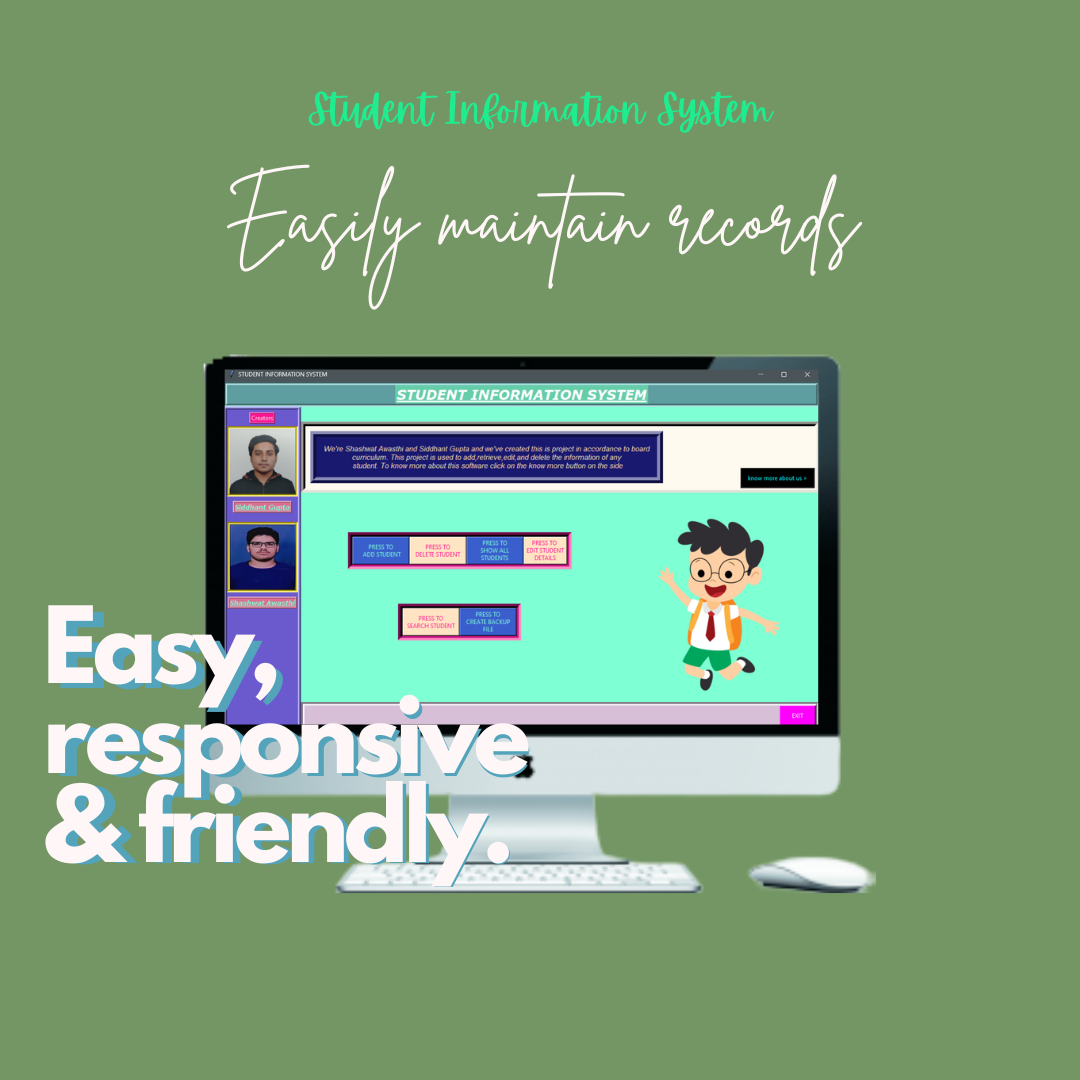 Student Information System
Easily maintain records
STUDENT INFORMATION SYSTEM
STUDENT INFORMATION SYSTEM
Creators
We're Shashwat Awasthi and Siddhant Gupta and we've created this is project in accordance to board
curriculum. This project is used to add,retrieve,edit,and delete the information of any
student. To know more about this software click on the know more button on the side
know more about us >
Siddhant Gupta
PRESS TO
ADD STUDENT
PRESS TO
DELETE STUDENT
PRESS TO
SHOW ALL
STUDENTS
PRESS TO
EDIT STUDENT
DETAILS
Shashwat Awasthi
PRESS TO
SEARCH STUDENT
PRESS TO
CREATE BACKUP
FILE
EXIT
Easy,
responsive
& friendly.